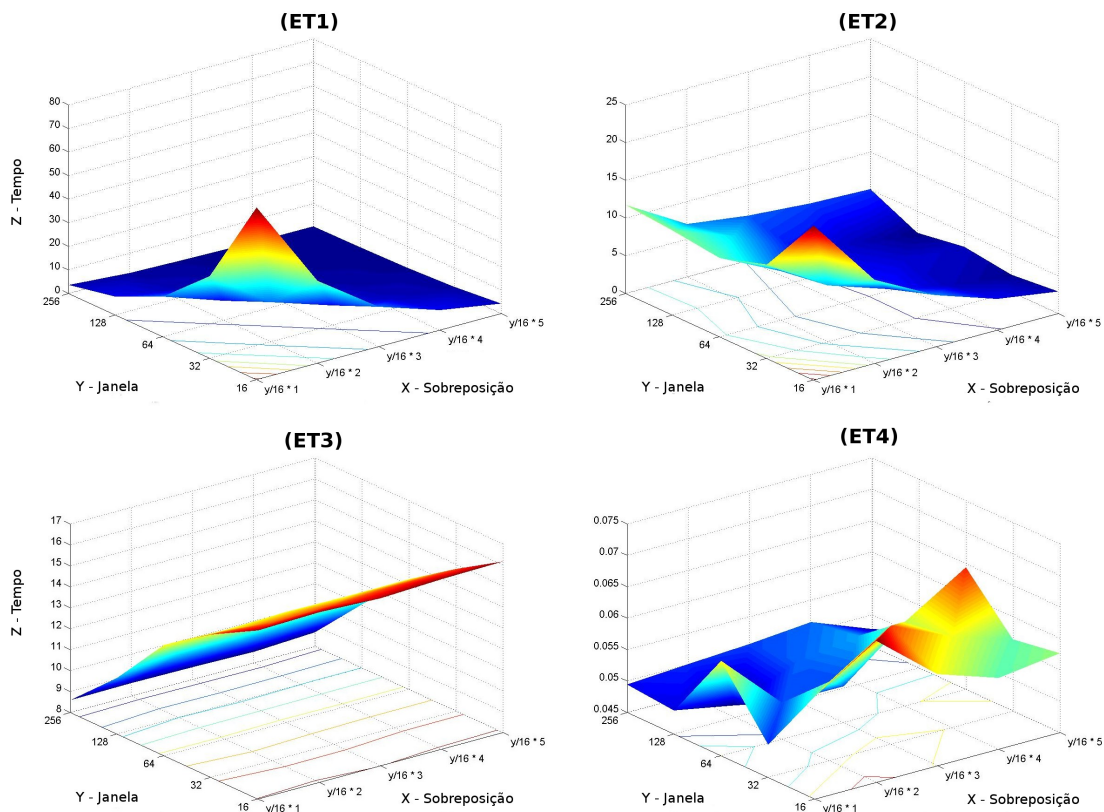 (ET1)
80
70
60
50
40
30
20
10
0
Z - Tempo
256
128
64
32
16
Y - Janela
y/16 * 1
y/16 * 2
y/16 * 3
y/16 * 4
y/16 * 5
X - Sobreposição
(ET2)
25
20
15
10
5
0
256
128
64
32
16
Y - Janela
y/16 * 1
y/16 * 2
y/16 * 3
y/16 * 4
y/16 * 5
X - Sobreposição
(ET3)
17
16
15
14
13
12
11
10
9
8
Z - Tempo
256
128
64
32
16
Y - Janela
y/16 * 1
y/16 * 2
y/16 * 3
y/16 * 4
y/16 * 5
X - Sobreposição
(ET4)
0.075
0.07
0.065
0.06
0.055
0.05
0.045
256
128
64
32
16
Y - Janela
y/16 * 1
y/16 * 2
y/16 * 3
y/16 * 4
y/16 * 5
X - Sobreposição